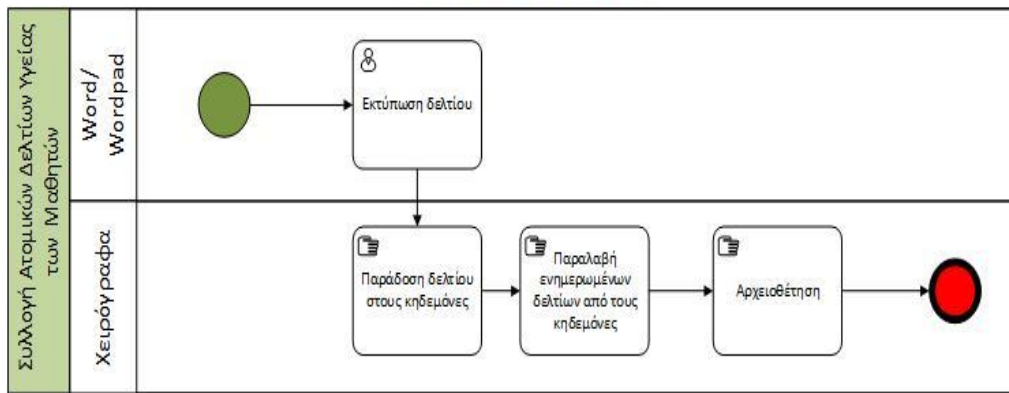 Συλλογή Ατομικών Δελτίων Υγείας
των Μαθητών
Word/
Wordpad
Εκτύπωση δελτίου
Χειρόγραφα
Παράδοση δελτίου
στους κηδεμόνες
Παραλαβή
ενημερωμένων
δελτίων από τους
κηδεμόνες
Αρχειοθέτηση